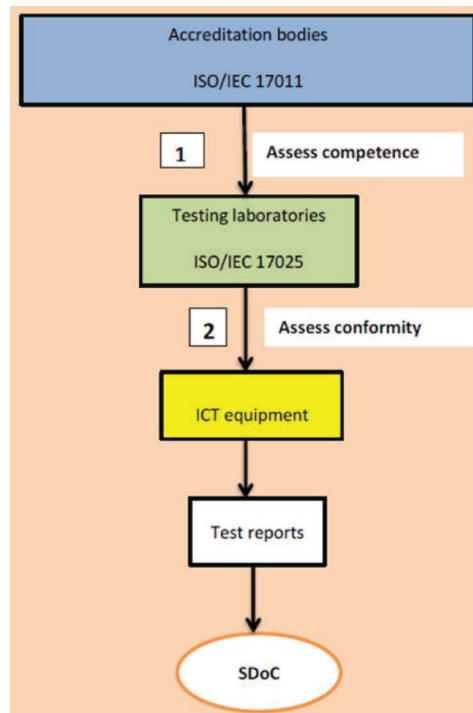 Accreditation bodies
ISO/IEC 17011
1
Assess competence
Testing laboratories
ISO/IEC 17025
2
Assess conformity
ICT equipment
Test reports
SDoC